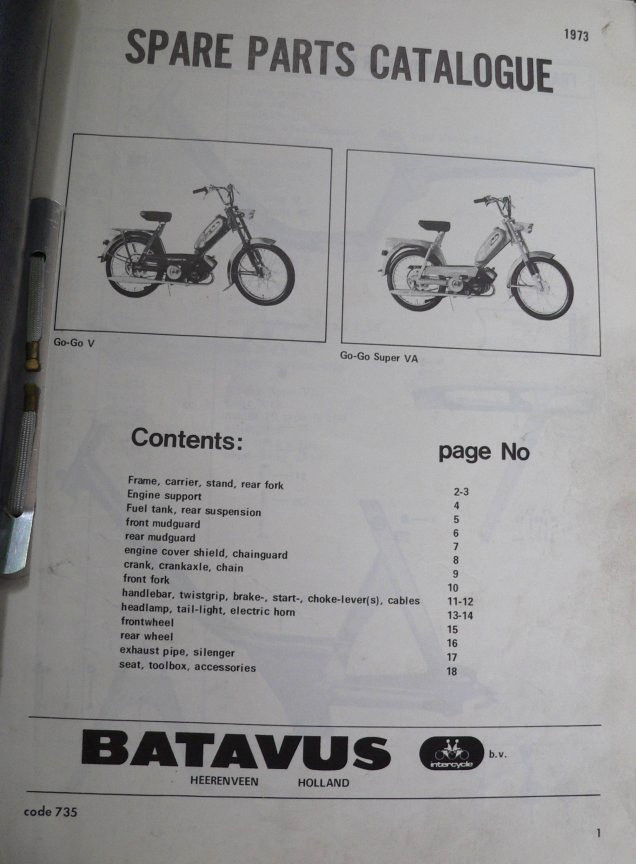 1973
SPARE PARTS CATALOGUE
Go-Go V
Go-Go Super VA
Contents: page No
Frame, carrier, stand, rear fork 2-3
Engine support 4
Fuel tank, rear suspension 5
front mudguard 6
rear mudguard 7
engine cover shield, chainguard 8
crank, crankaxle, chain 9
front fork 10
handlebar, twistgrip, brake-, start-, choke-lever(s), cables 11-12
headlamp, tail-light, electric horn 13-14
frontwheel 15
rear wheel 16
exhaust pipe, silenger 17
seat, toolbox, accessories 18
BATAVUS intercycle b.v.
HEERENVEEN HOLLAND
code 735
1